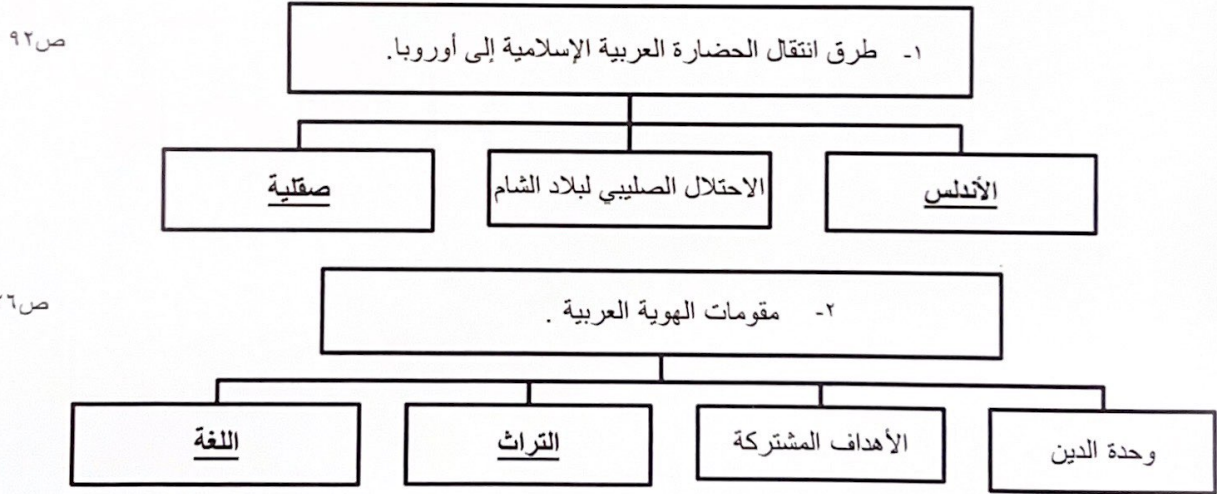 ص٩٢
١- طرق انتقال الحضارة العربية الإسلامية إلى أوروبا.
الأندلس
الاحتلال الصليبي لبلاد الشام
صقلية
٢- مقومات الهوية العربية .
وحدة الدين
الأهداف المشتركة
التراث
اللغة